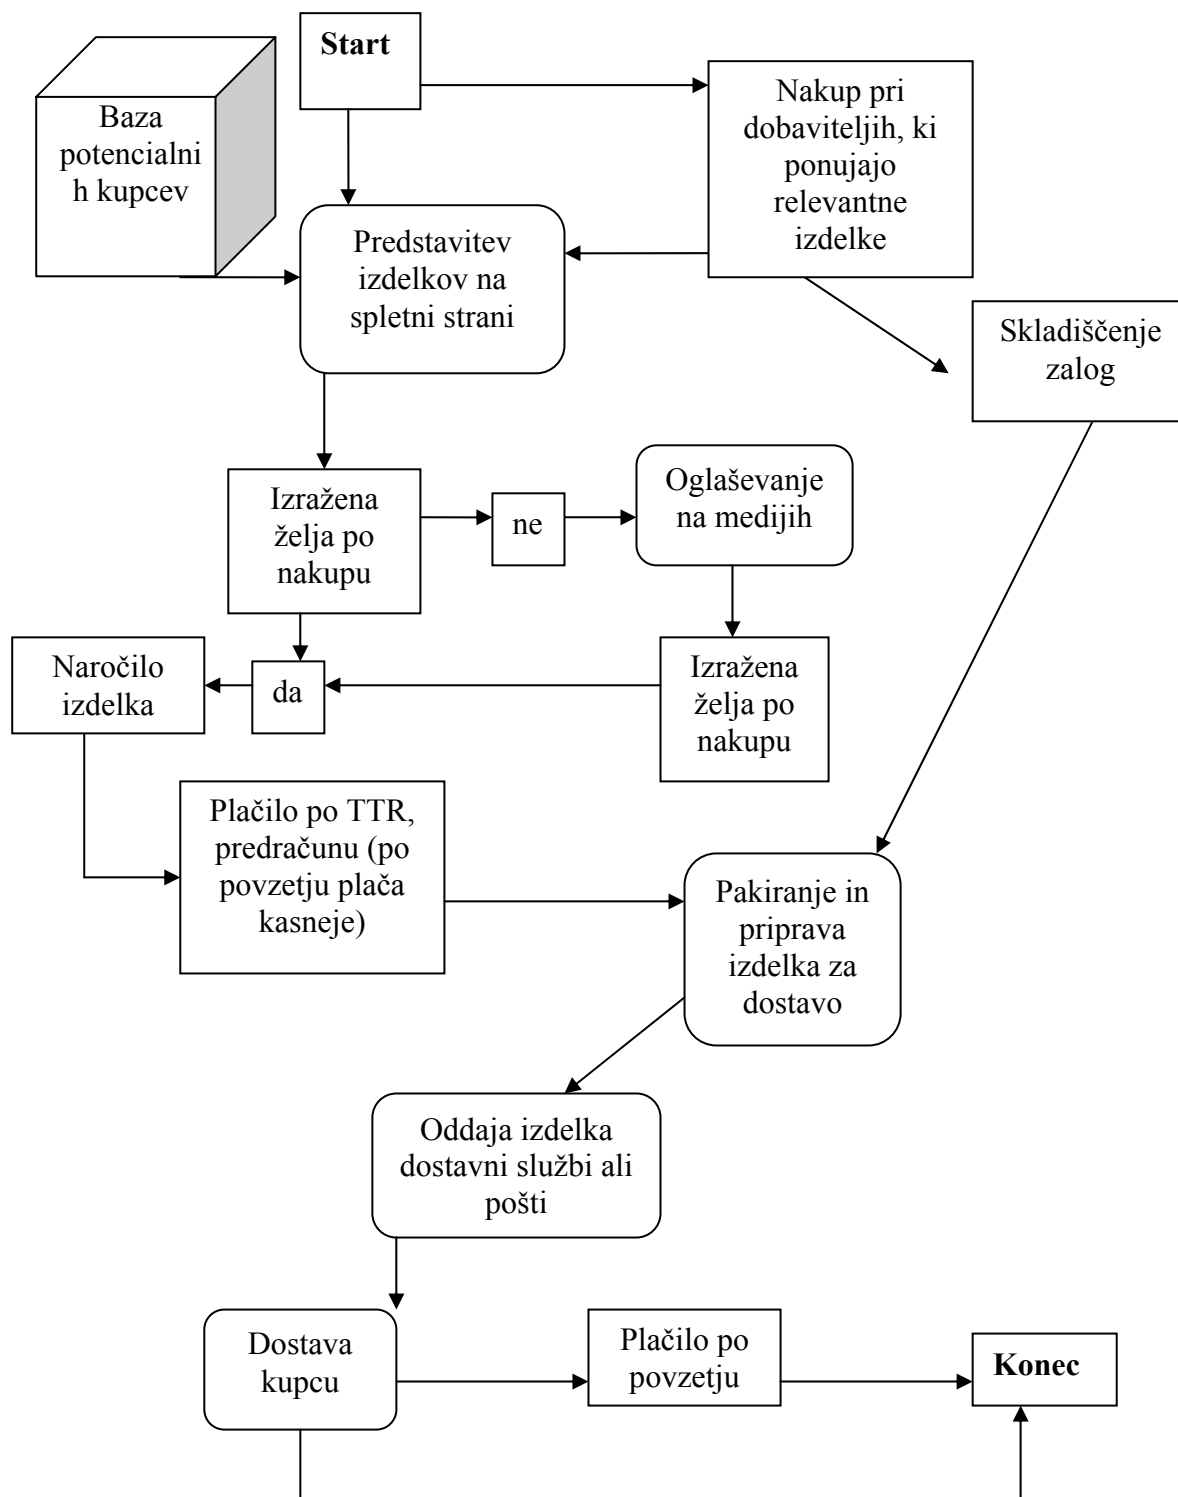 Start
Baza
potencialni
h kupcev
Nakup pri
dobaviteljih, ki
ponujajo
relevantne
izdelke
Predstavitev
izdelkov na
spletni strani
Skladiščenje
zalog
Izražena
želja po
nakupu
ne
Oglaševanje
na medijih
Naročilo
izdelka
da
Izražena
želja po
nakupu
Plačilo po TTR,
predračunu (po
povzetju plača
kasneje)
Pakiranje in
priprava
izdelka za
dostavo
Oddaja izdelka
dostavni službi ali
pošti
Dostava
kupcu
Plačilo po
povzetju
Konec